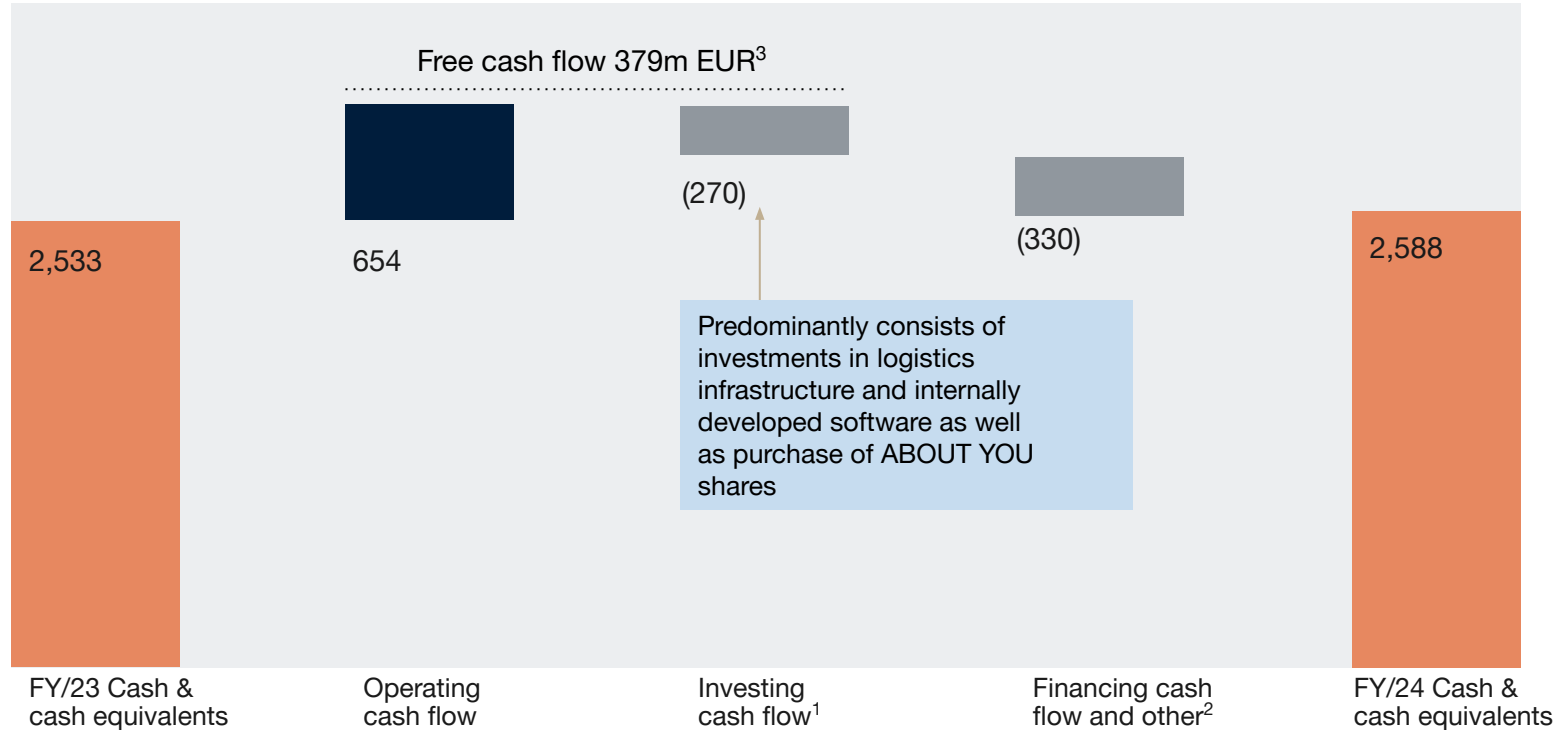 Free cash flow 379m EUR³
2,533
654
(270)
(330)
2,588
Predominantly consists of
investments in logistics
infrastructure and internally
developed software as well
as purchase of ABOUT YOU
shares
FY/23 Cash &
cash equivalents
Operating
cash flow
Investing
cash flow¹
Financing cash
flow and other²
FY/24 Cash &
cash equivalents